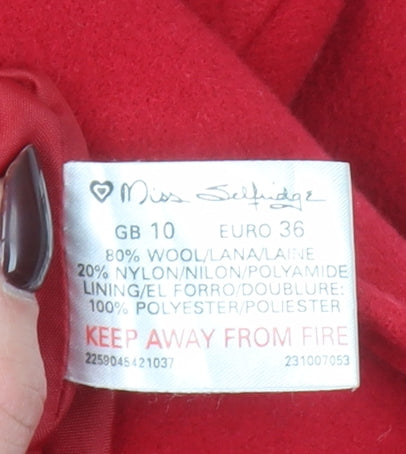 Miss Selfridge
GB 10 EURO 36
80% WOOL/LANA/LAINE
20% NYLON/NILON/POLYAMIDE
LINING/EL FORRO/DOUBLURE:
100% POLYESTER/POLIESTER
KEEP AWAY FROM FIRE
2259045421037 231007053